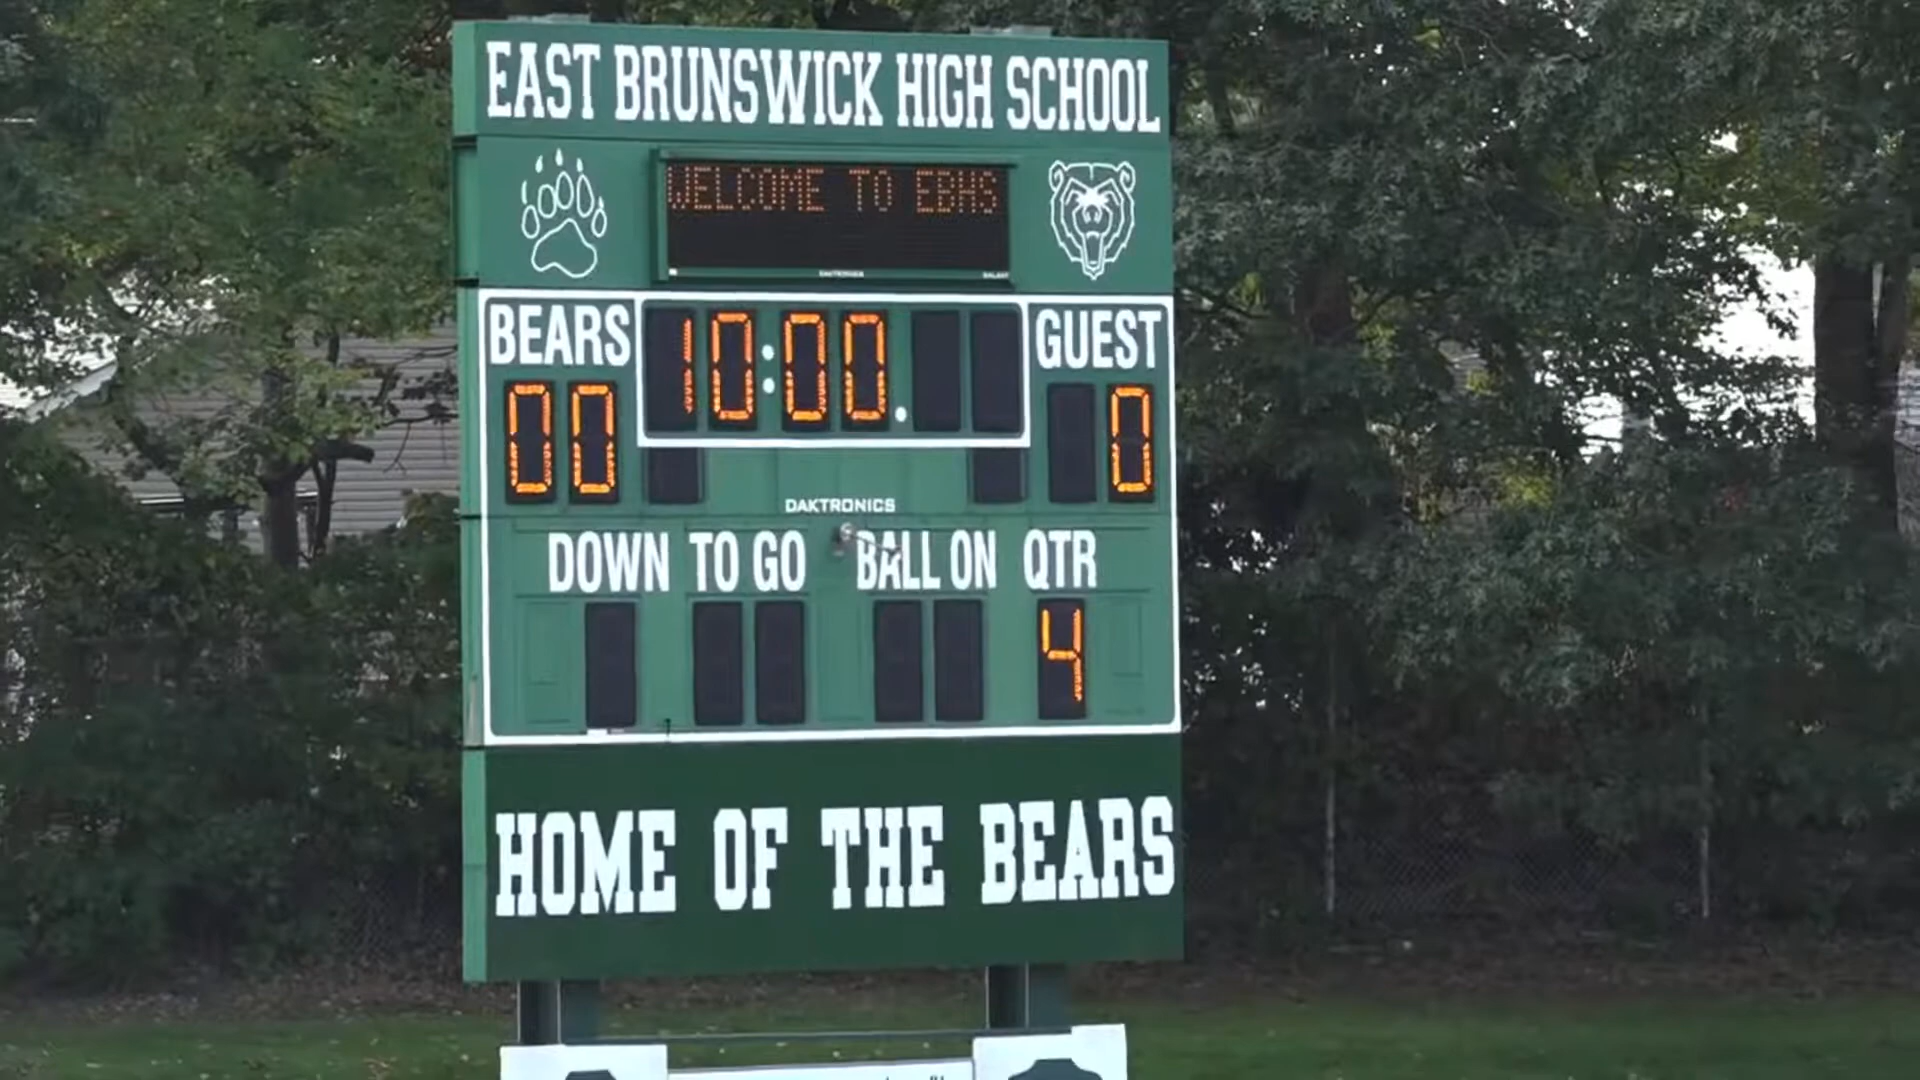 EAST BRUNSWICK HIGH SCHOOL
WELCOME TO EBHS
DAKTRONICS
BEARS 10:00. GUEST
00 0
DAKTRONICS
DOWN TO GO BALL ON QTR
4
HOME OF THE BEARS